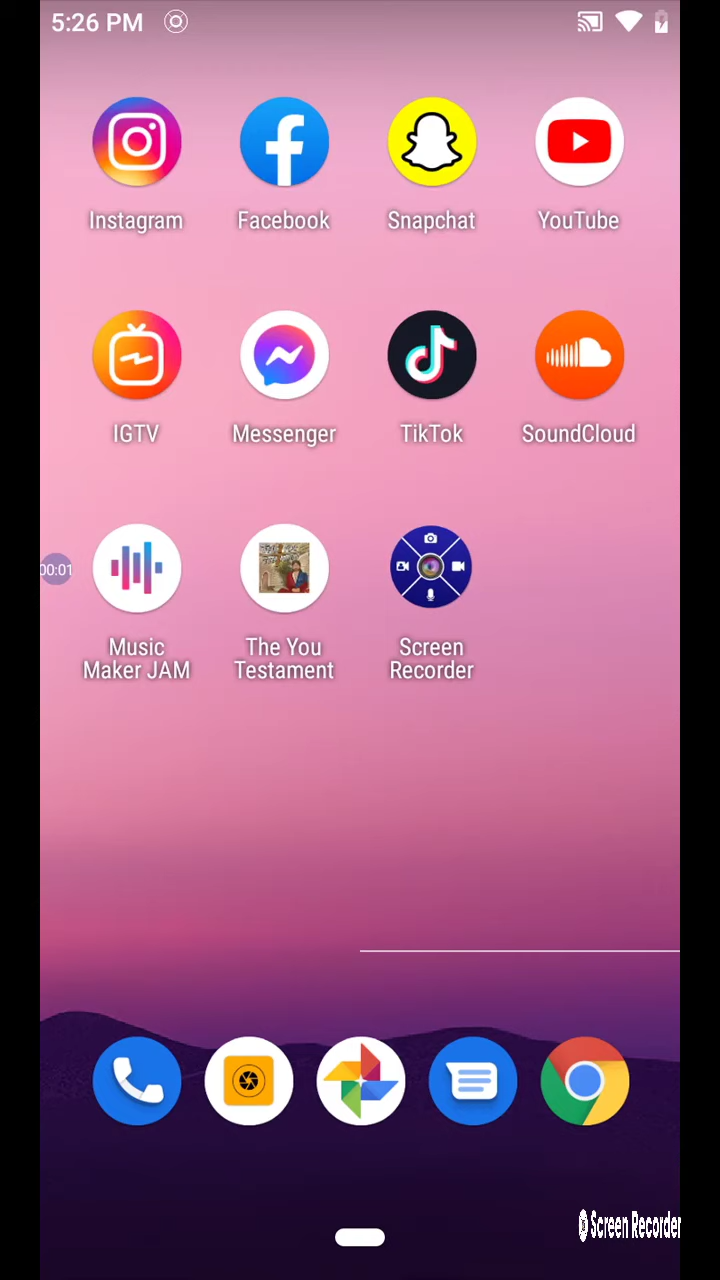 5:26 PM
Instagram
Facebook
Snapchat
YouTube
IGTV
Messenger
TikTok
SoundCloud
00:01
Music
Maker JAM
The You
Testament
Screen
Recorder
Screen Recorder